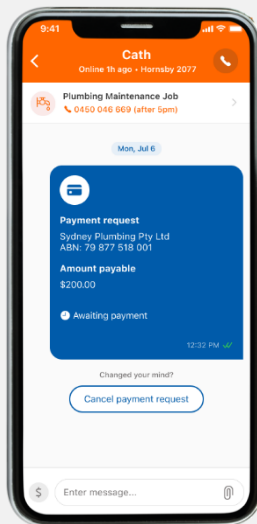 9:41
Cath
Online 1h ago • Hornsby 2077
Plumbing Maintenance Job
0450 046 669 (after 5pm)
Mon, Jul 6
Payment request
Sydney Plumbing Pty Ltd
ABN: 79 877 518 001
Amount payable
$200.00
Awaiting payment
12:32 PM
Changed your mind?
Cancel payment request
$ Enter message...